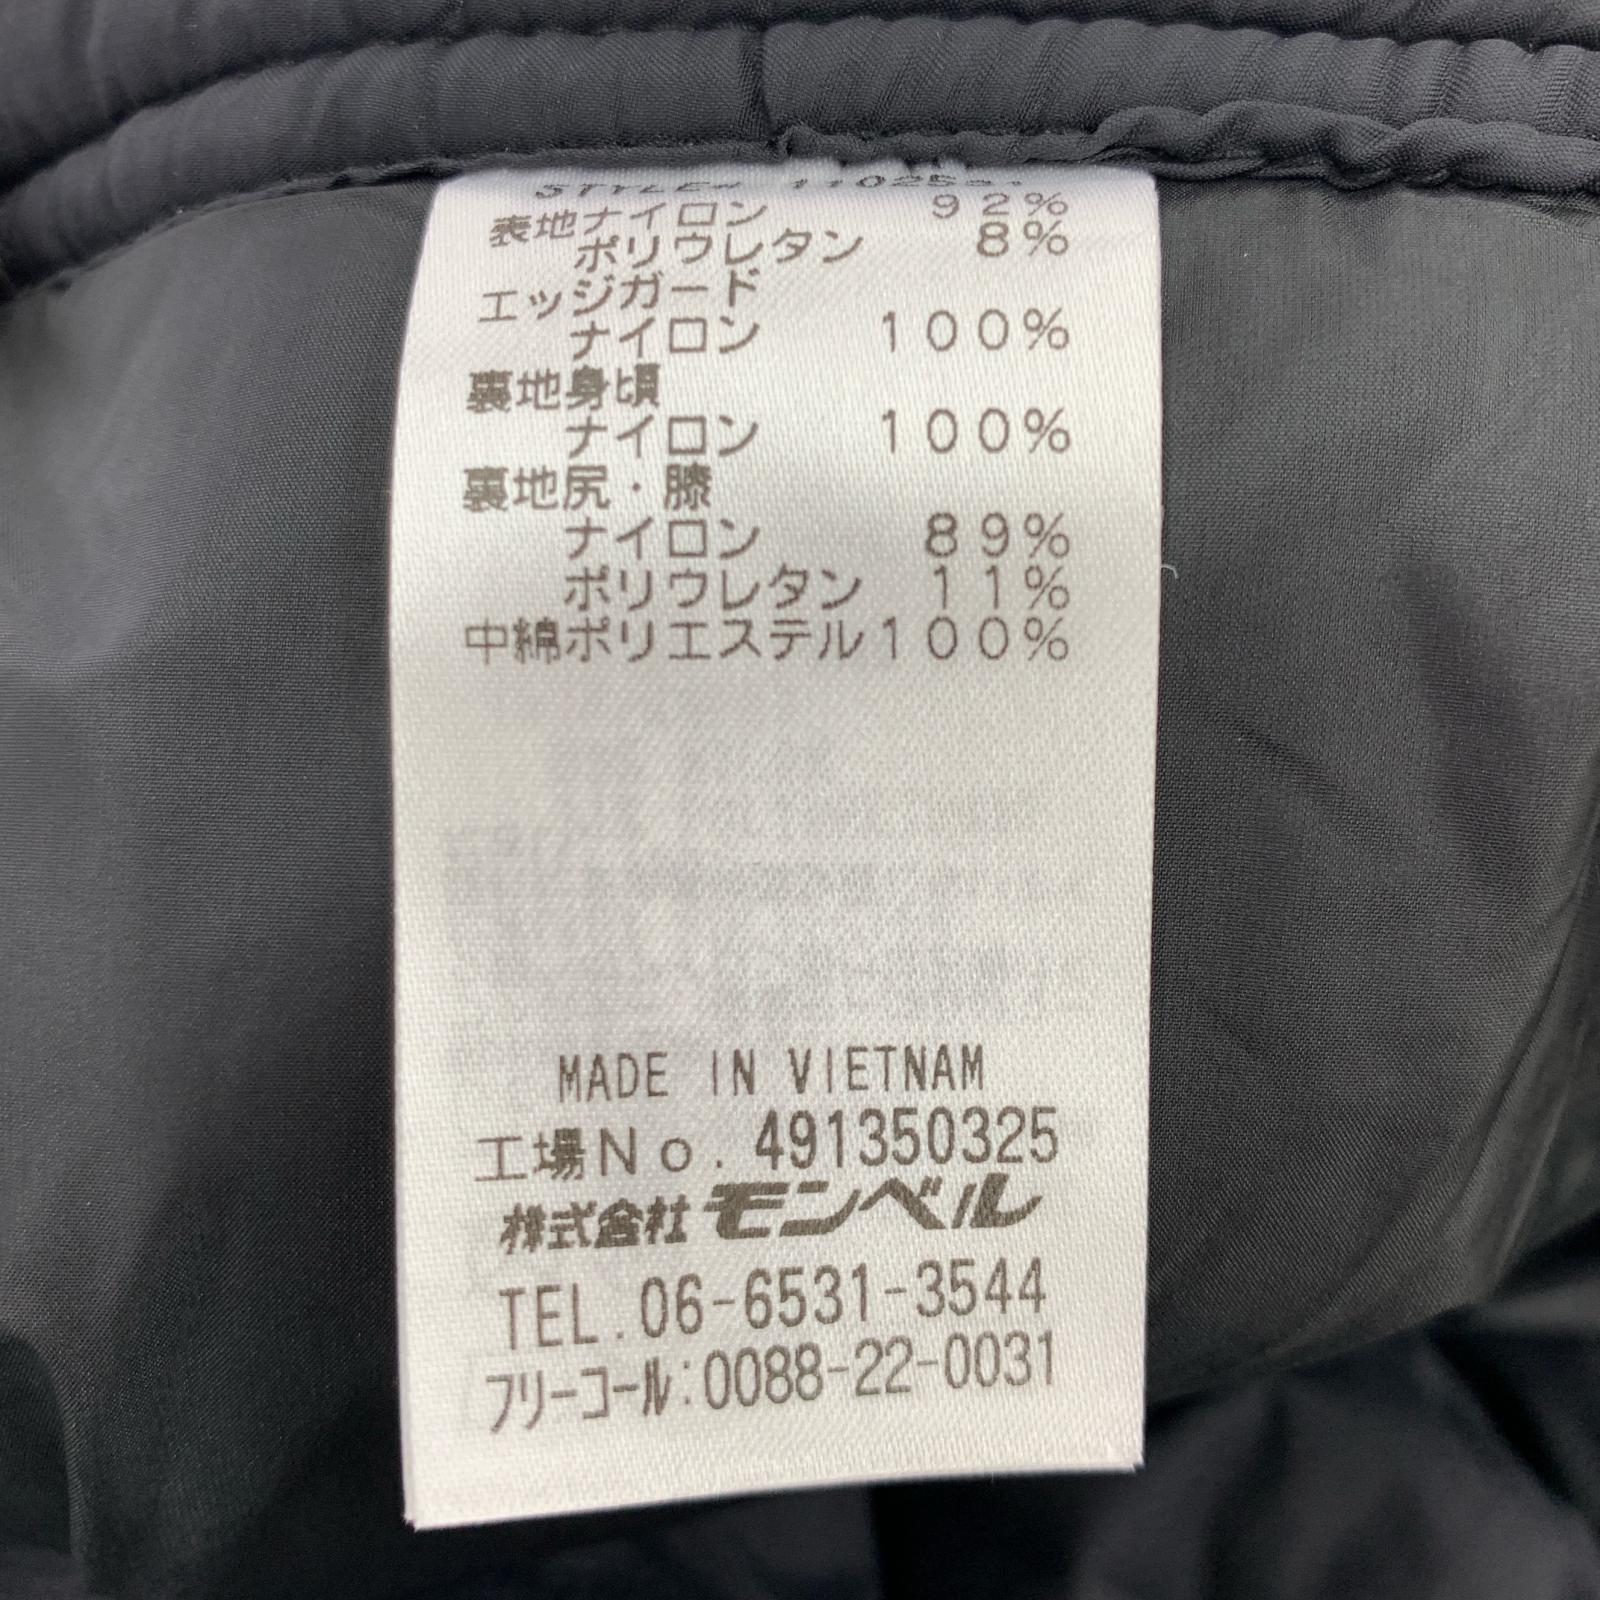 STYLE#
表地ナイロン 92%
ポリウレタン 8%
エッジガード
ナイロン 100%
裏地身頃
ナイロン 100%
裏地尻・膝
ナイロン 89%
ポリウレタン 11%
中綿ポリエステル100%
MADE IN VIETNAM
工場No. 491350325
株式会社モンベル
TEL.06-6531-3544
フリーコール:0088-22-0031